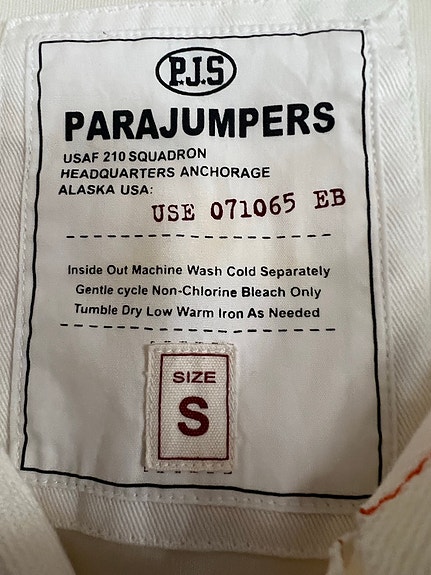 P.J.S
PARAJUMPERS
USAF 210 SQUADRON
HEADQUARTERS ANCHORAGE
ALASKA USA:
USE 071065 EB
Inside Out Machine Wash Cold Separately
Gentle cycle Non-Chlorine Bleach Only
Tumble Dry Low Warm Iron As Needed
SIZE
S